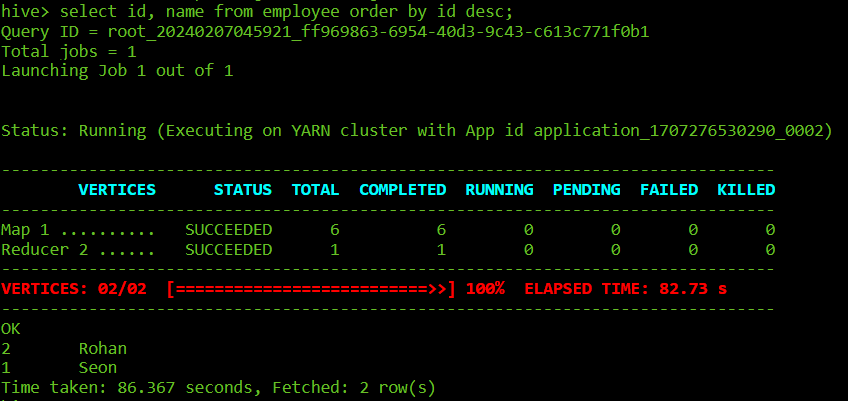 hive> select id, name from employee order by id desc;
Query ID = root_20240207045921_ff969863-6954-40d3-9c43-c613c771f0b1
Total jobs = 1
Launching Job 1 out of 1
Status: Running (Executing on YARN cluster with App id application_1707276530290_0002)
--------------------------------------------------------------------------------
VERTICES STATUS TOTAL COMPLETED RUNNING PENDING FAILED KILLED
--------------------------------------------------------------------------------
Map 1 .......... SUCCEEDED 6 6 0 0 0 0
Reducer 2 ...... SUCCEEDED 1 1 0 0 0 0
--------------------------------------------------------------------------------
VERTICES: 02/02 [==========================>>] 100% ELAPSED TIME: 82.73 s
--------------------------------------------------------------------------------
OK
2 Rohan
1 Seon
Time taken: 86.367 seconds, Fetched: 2 row(s)